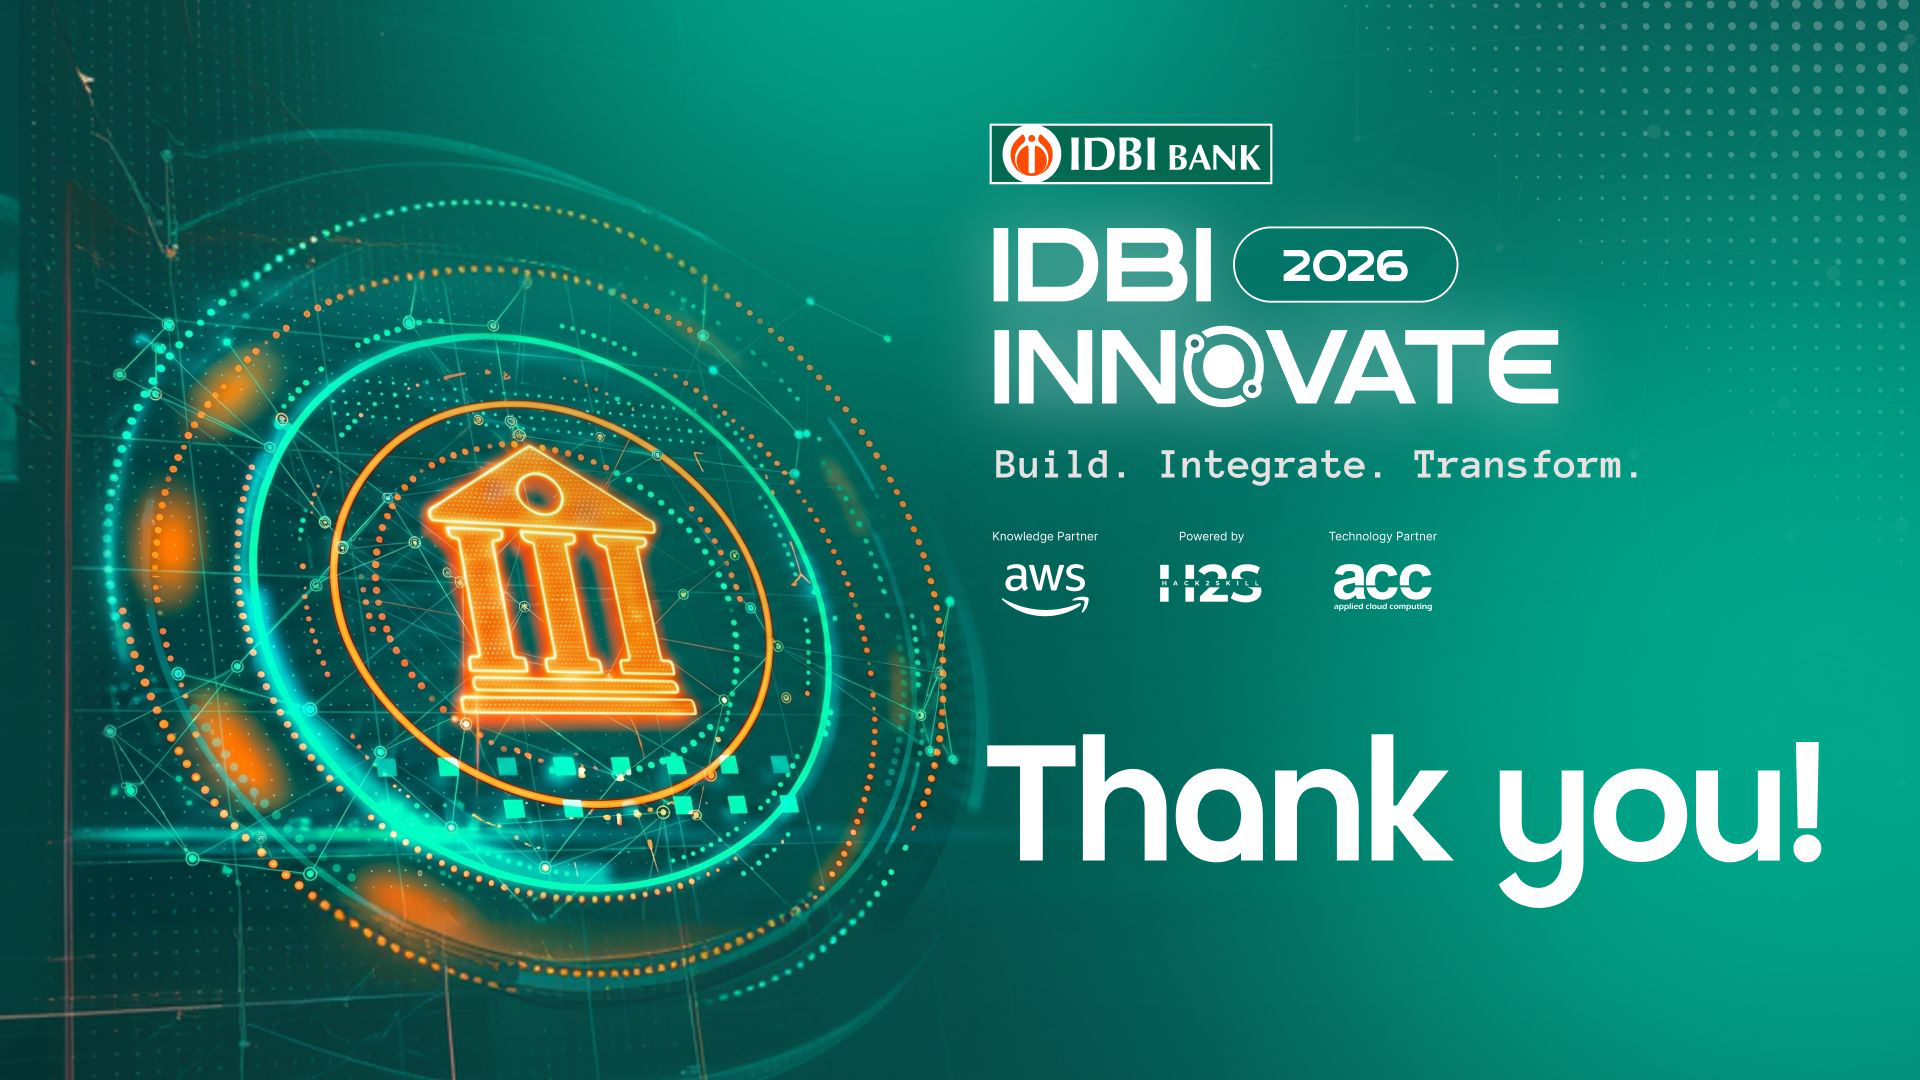 IDBI BANK
IDBI 2026
INNOVATE
Build. Integrate. Transform.
Knowledge Partner
Powered by
Technology Partner
aws
H2S
HACK2SKILL
acc
applied cloud computing
Thank you!